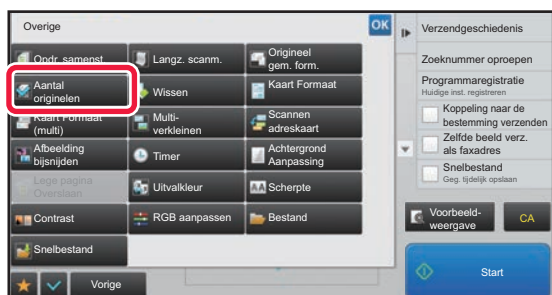 Overige
OK
Opdr. samenst.
Langz. scanm.
Origineel
gem. form.
Aantal
originelen
Wissen
Kaart Formaat
Kaart Formaat
(multi)
Multi-
verkleinen
Scannen
adreskaart
Afbeelding
bijsnijden
Timer
Achtergrond
Aanpassing
Lege pagina
Overslaan
Uitvalkleur
Scherpte
Contrast
RGB aanpassen
Bestand
Snelbestand
Vorige
Verzendgeschiedenis
Zoeknummer oproepen
Programmaregistratie
Huidige inst. registreren
Koppeling naar de
bestemming verzenden
Zelfde beeld verz.
als faxadres
Snelbestand
Geg. tijdelijk opslaan
Voorbeeld-
weergave
CA
Start